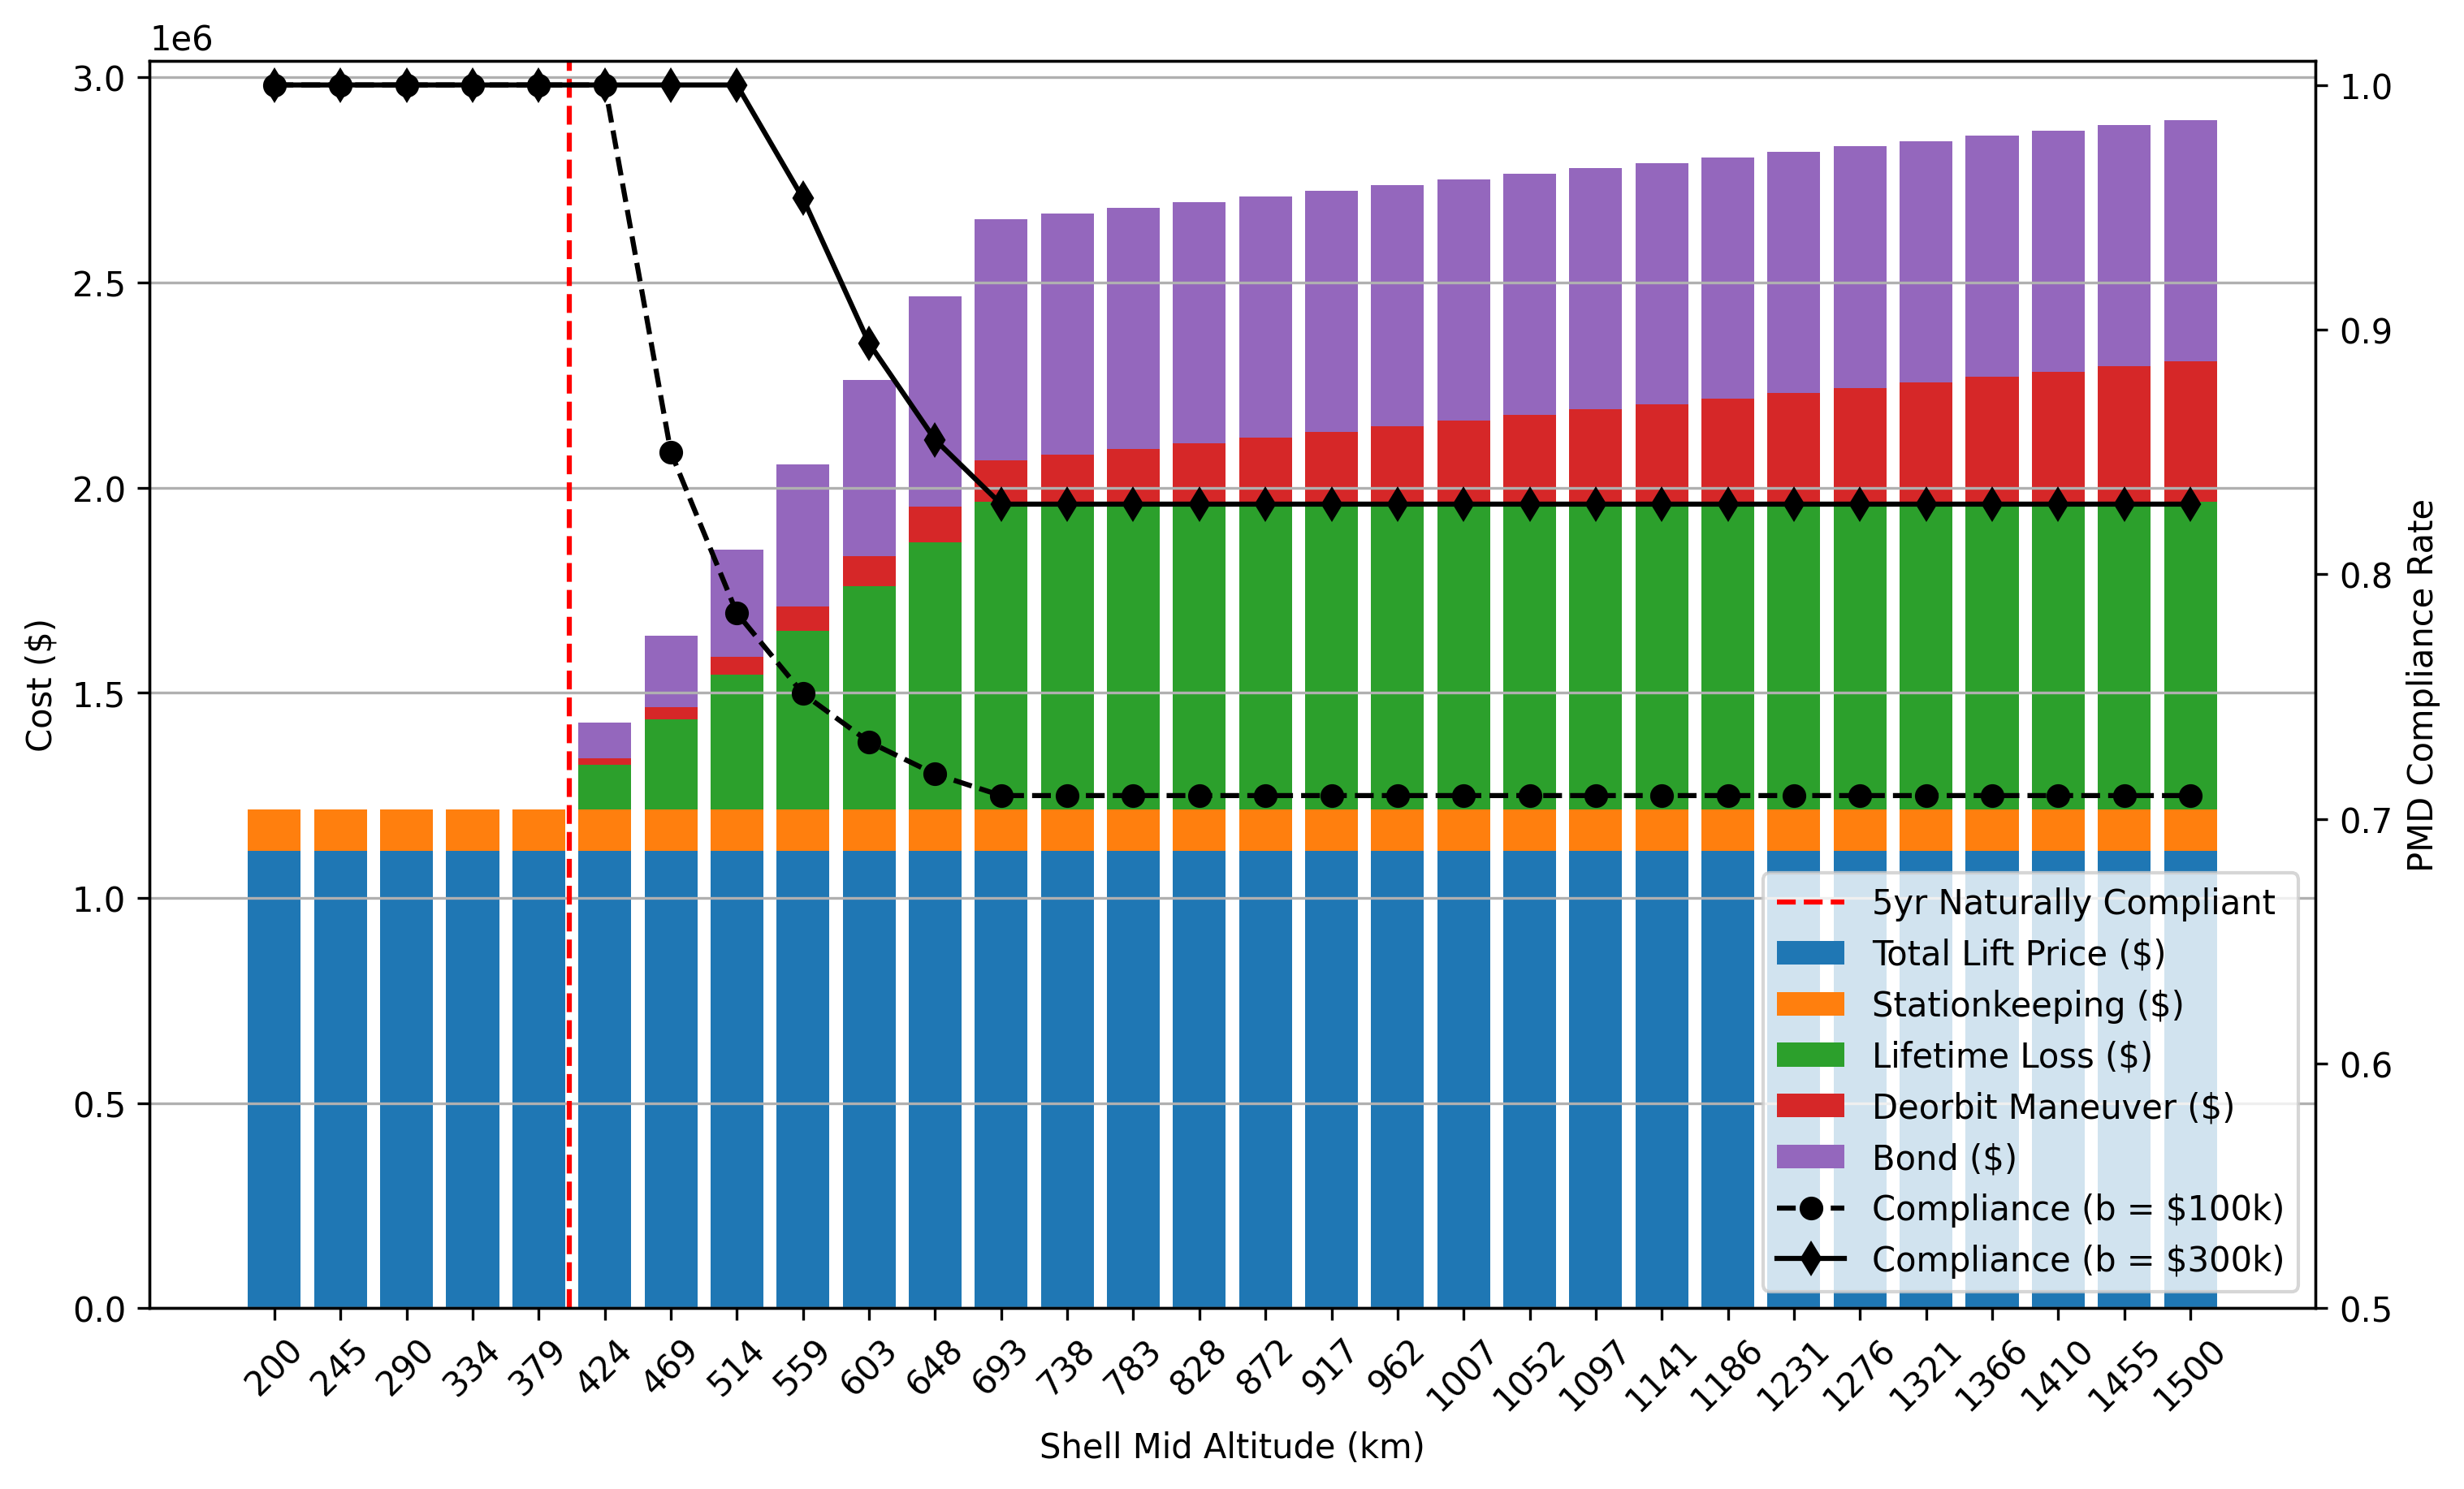 1e6
3.0
2.5
2.0
1.5
1.0
0.5
0.0
Cost ($)
1.0
0.9
0.8
0.7
0.6
0.5
PMD Compliance Rate
5yr Naturally Compliant
Total Lift Price ($)
Stationkeeping ($)
Lifetime Loss ($)
Deorbit Maneuver ($)
Bond ($)
Compliance (b = $100k)
Compliance (b = $300k)
200 245 290 334 379 424 469 514 559 603 648 693 738 783 828 872 917 962 1007 1052 1097 1141 1186 1231 1276 1321 1366 1410 1455 1500
Shell Mid Altitude (km)